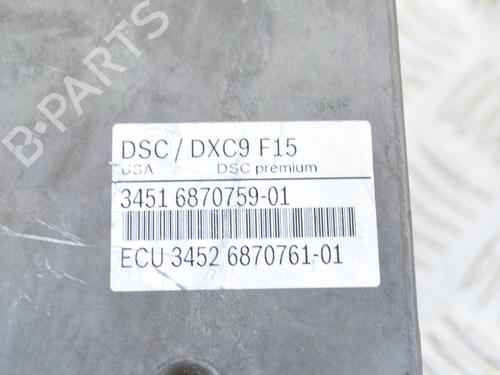 B-PARTS
DSC / DXC9 F15
USA DSC premium
3451 6870759-01
ECU 3452 6870761-01